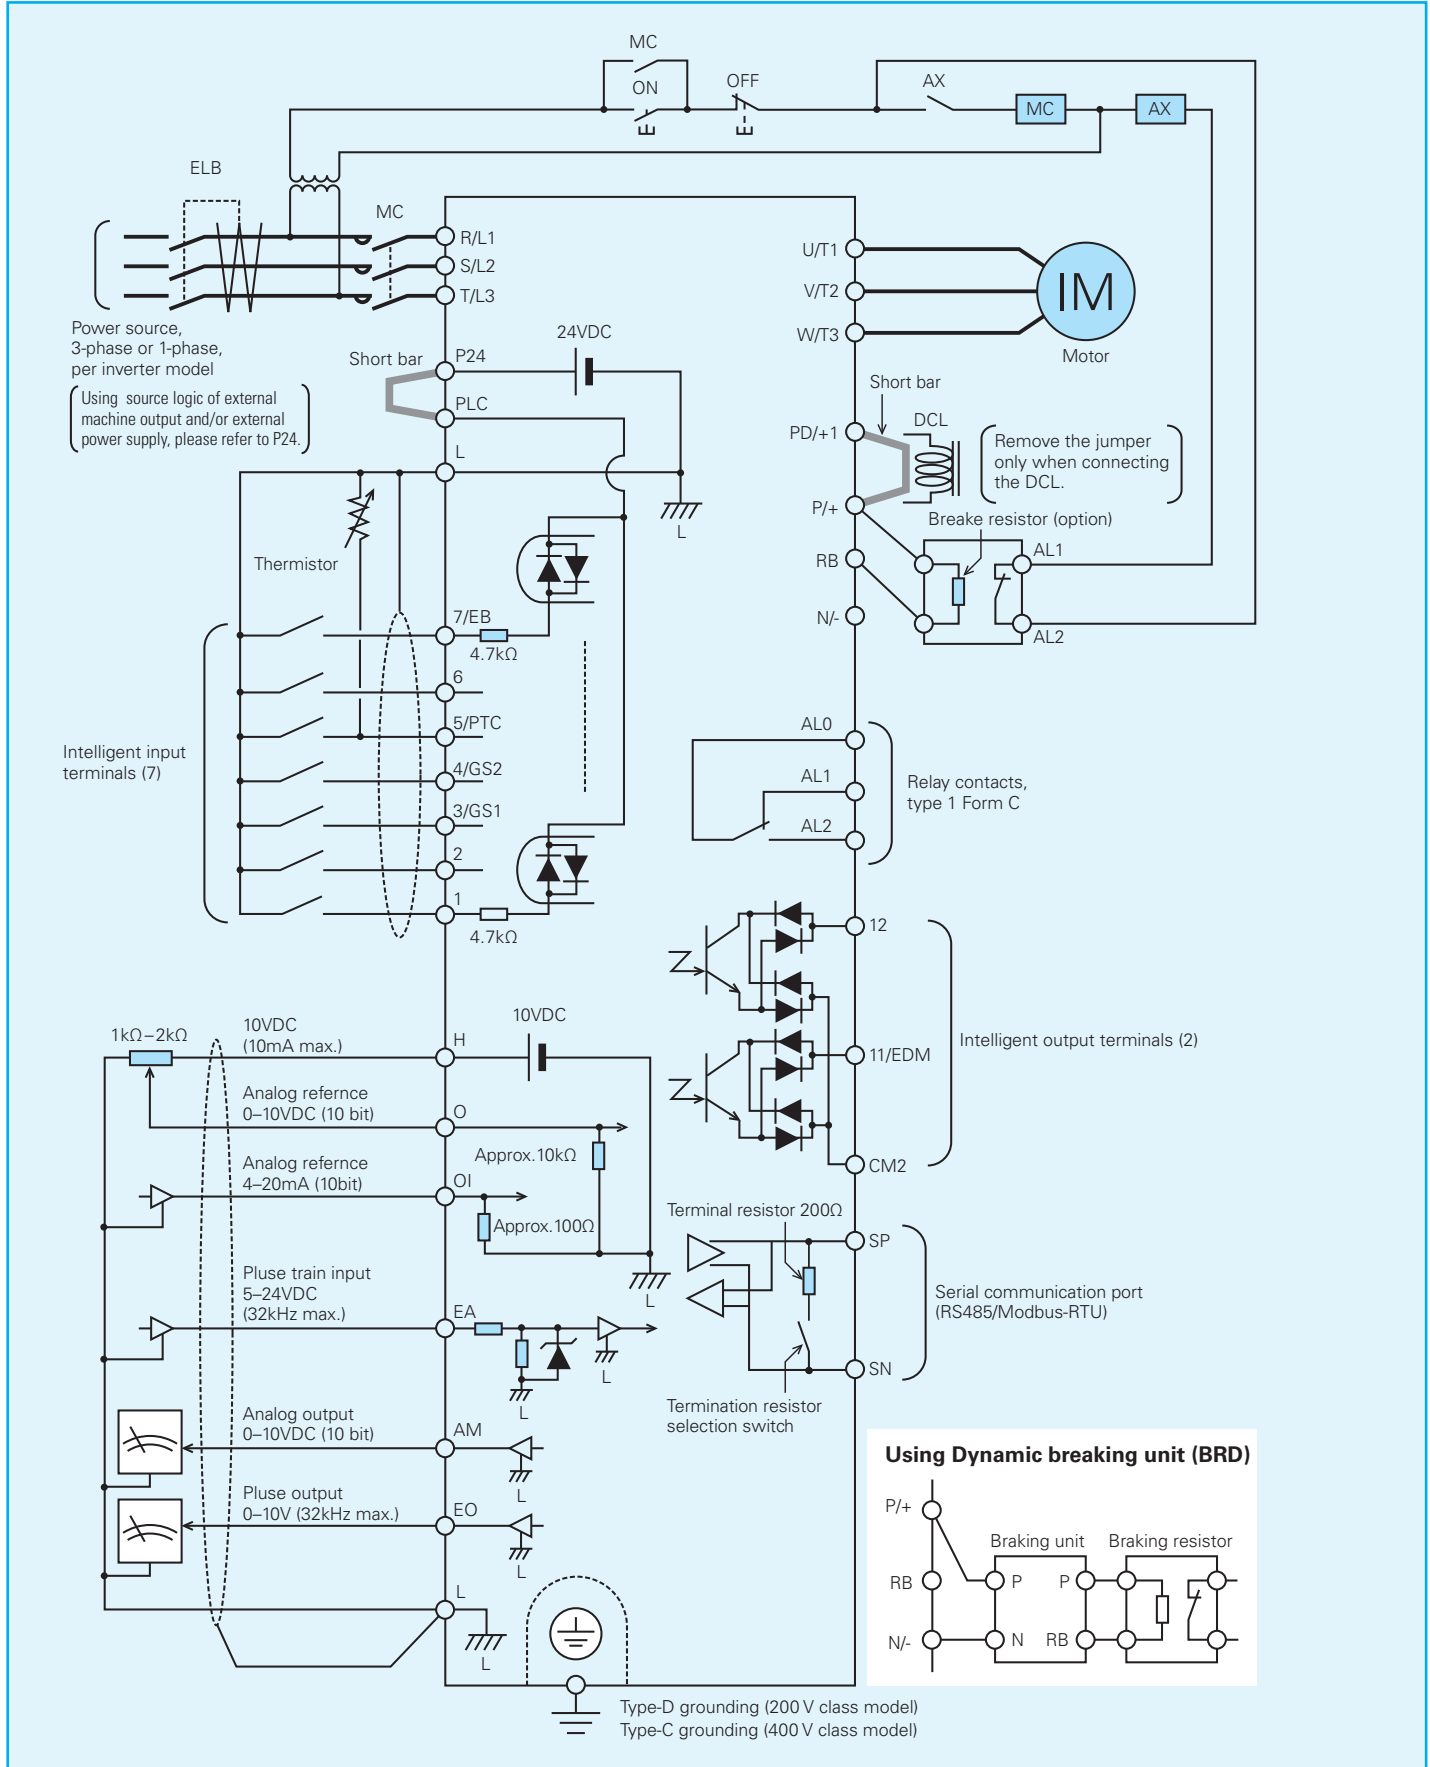 MC
ON
OFF
AX
MC
AX
ELB
MC
R/L1
S/L2
T/L3
U/T1
V/T2
W/T3
IM
Motor
Power source,
3-phase or 1-phase,
per inverter model
Using source logic of external
machine output and/or external
power supply, please refer to P24.
Short bar
P24
24VDC
PLC
L
L
Short bar
PD/+1
DCL
Remove the jumper
only when connecting
the DCL.
P/+
Breake resistor (option)
RB
AL1
N/-
AL2
Thermistor
7/EB
4.7kΩ
6
5/PTC
4/GS2
3/GS1
2
1
4.7kΩ
Intelligent input
terminals (7)
AL0
AL1
AL2
Relay contacts,
type 1 Form C
12
11/EDM
CM2
Intelligent output terminals (2)
1kΩ–2kΩ
10VDC
(10mA max.)
H
10VDC
Analog refernce
0–10VDC (10 bit)
O
Approx.10kΩ
Analog refernce
4–20mA (10bit)
OI
Approx.100Ω
L
Terminal resistor 200Ω
SP
SN
Serial communication port
(RS485/Modbus-RTU)
Termination resistor
selection switch
Pluse train input
5–24VDC
(32kHz max.)
EA
L
L
Analog output
0–10VDC (10 bit)
AM
L
Pluse output
0–10V (32kHz max.)
EO
L
L
L
Type-D grounding (200 V class model)
Type-C grounding (400 V class model)
Using Dynamic breaking unit (BRD)
P/+
Braking unit
Braking resistor
RB
P
P
N/-
N
RB